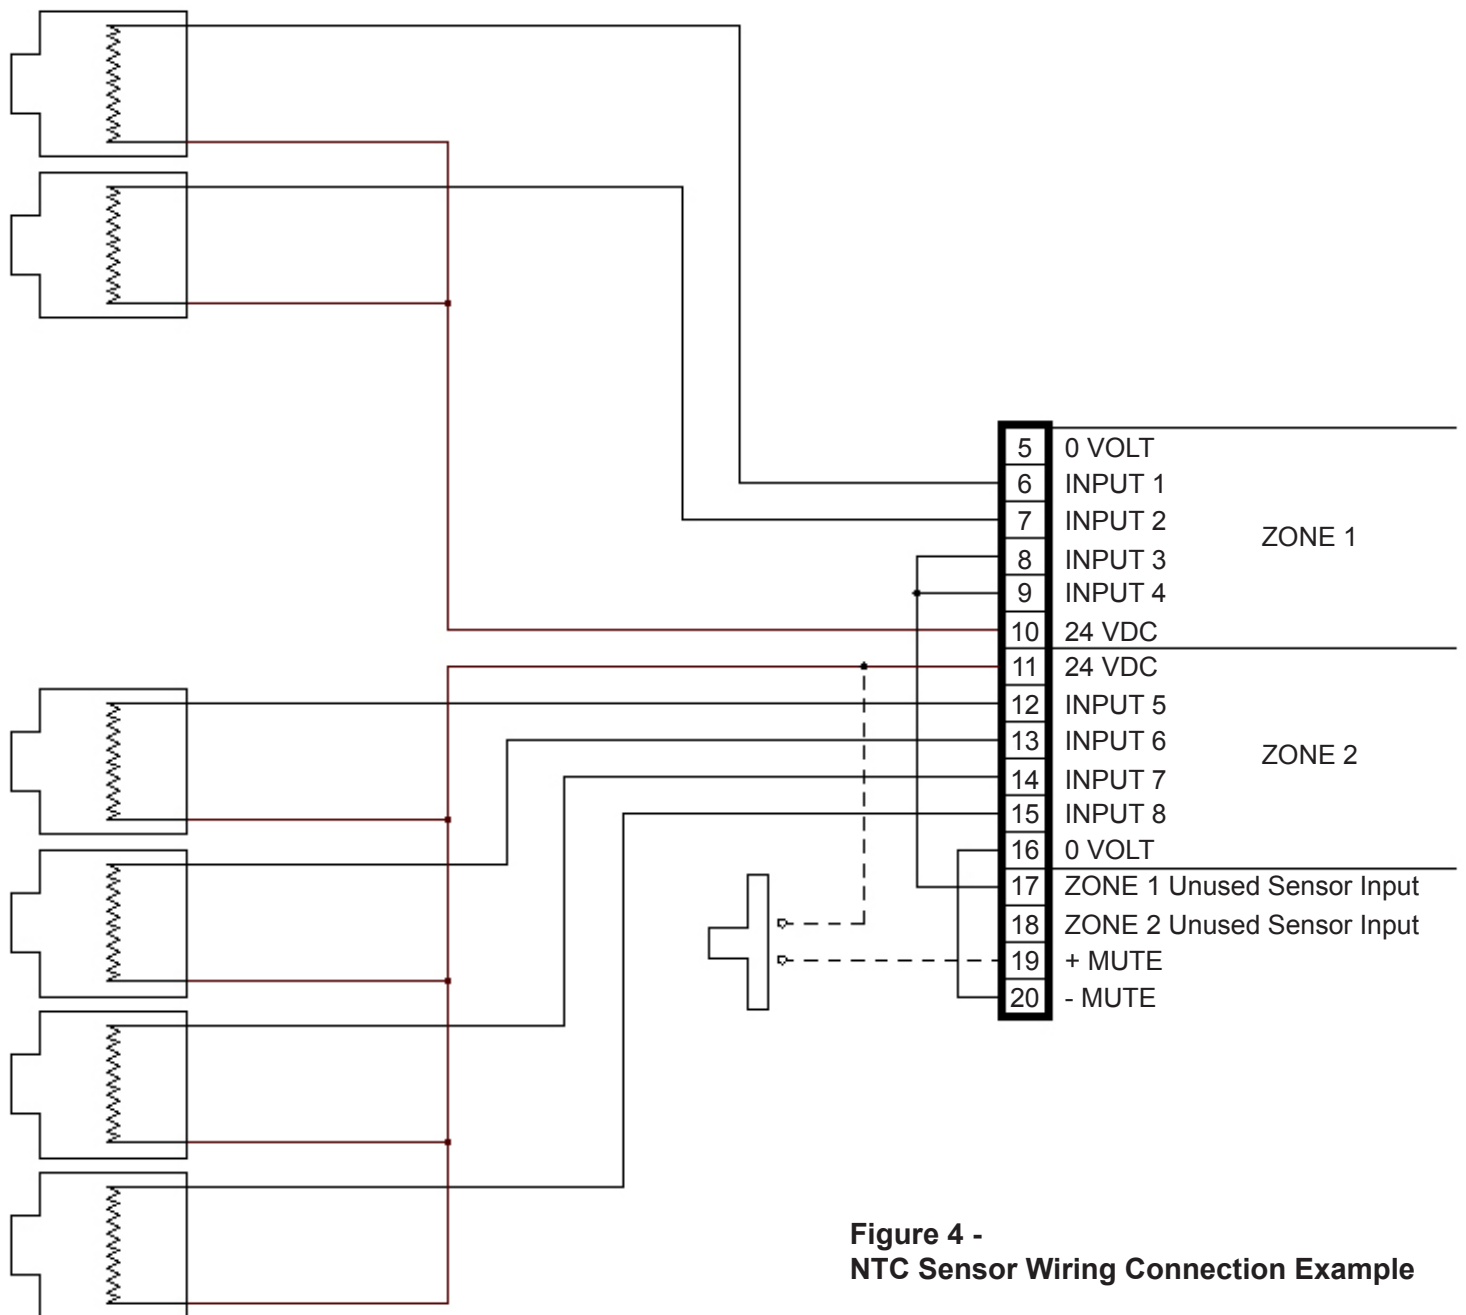 5 0 VOLT
6 INPUT 1
7 INPUT 2
ZONE 1
8 INPUT 3
9 INPUT 4
10 24 VDC
11 24 VDC
12 INPUT 5
13 INPUT 6
ZONE 2
14 INPUT 7
15 INPUT 8
16 0 VOLT
17 ZONE 1 Unused Sensor Input
18 ZONE 2 Unused Sensor Input
19 + MUTE
20 - MUTE
Figure 4 -
NTC Sensor Wiring Connection Example